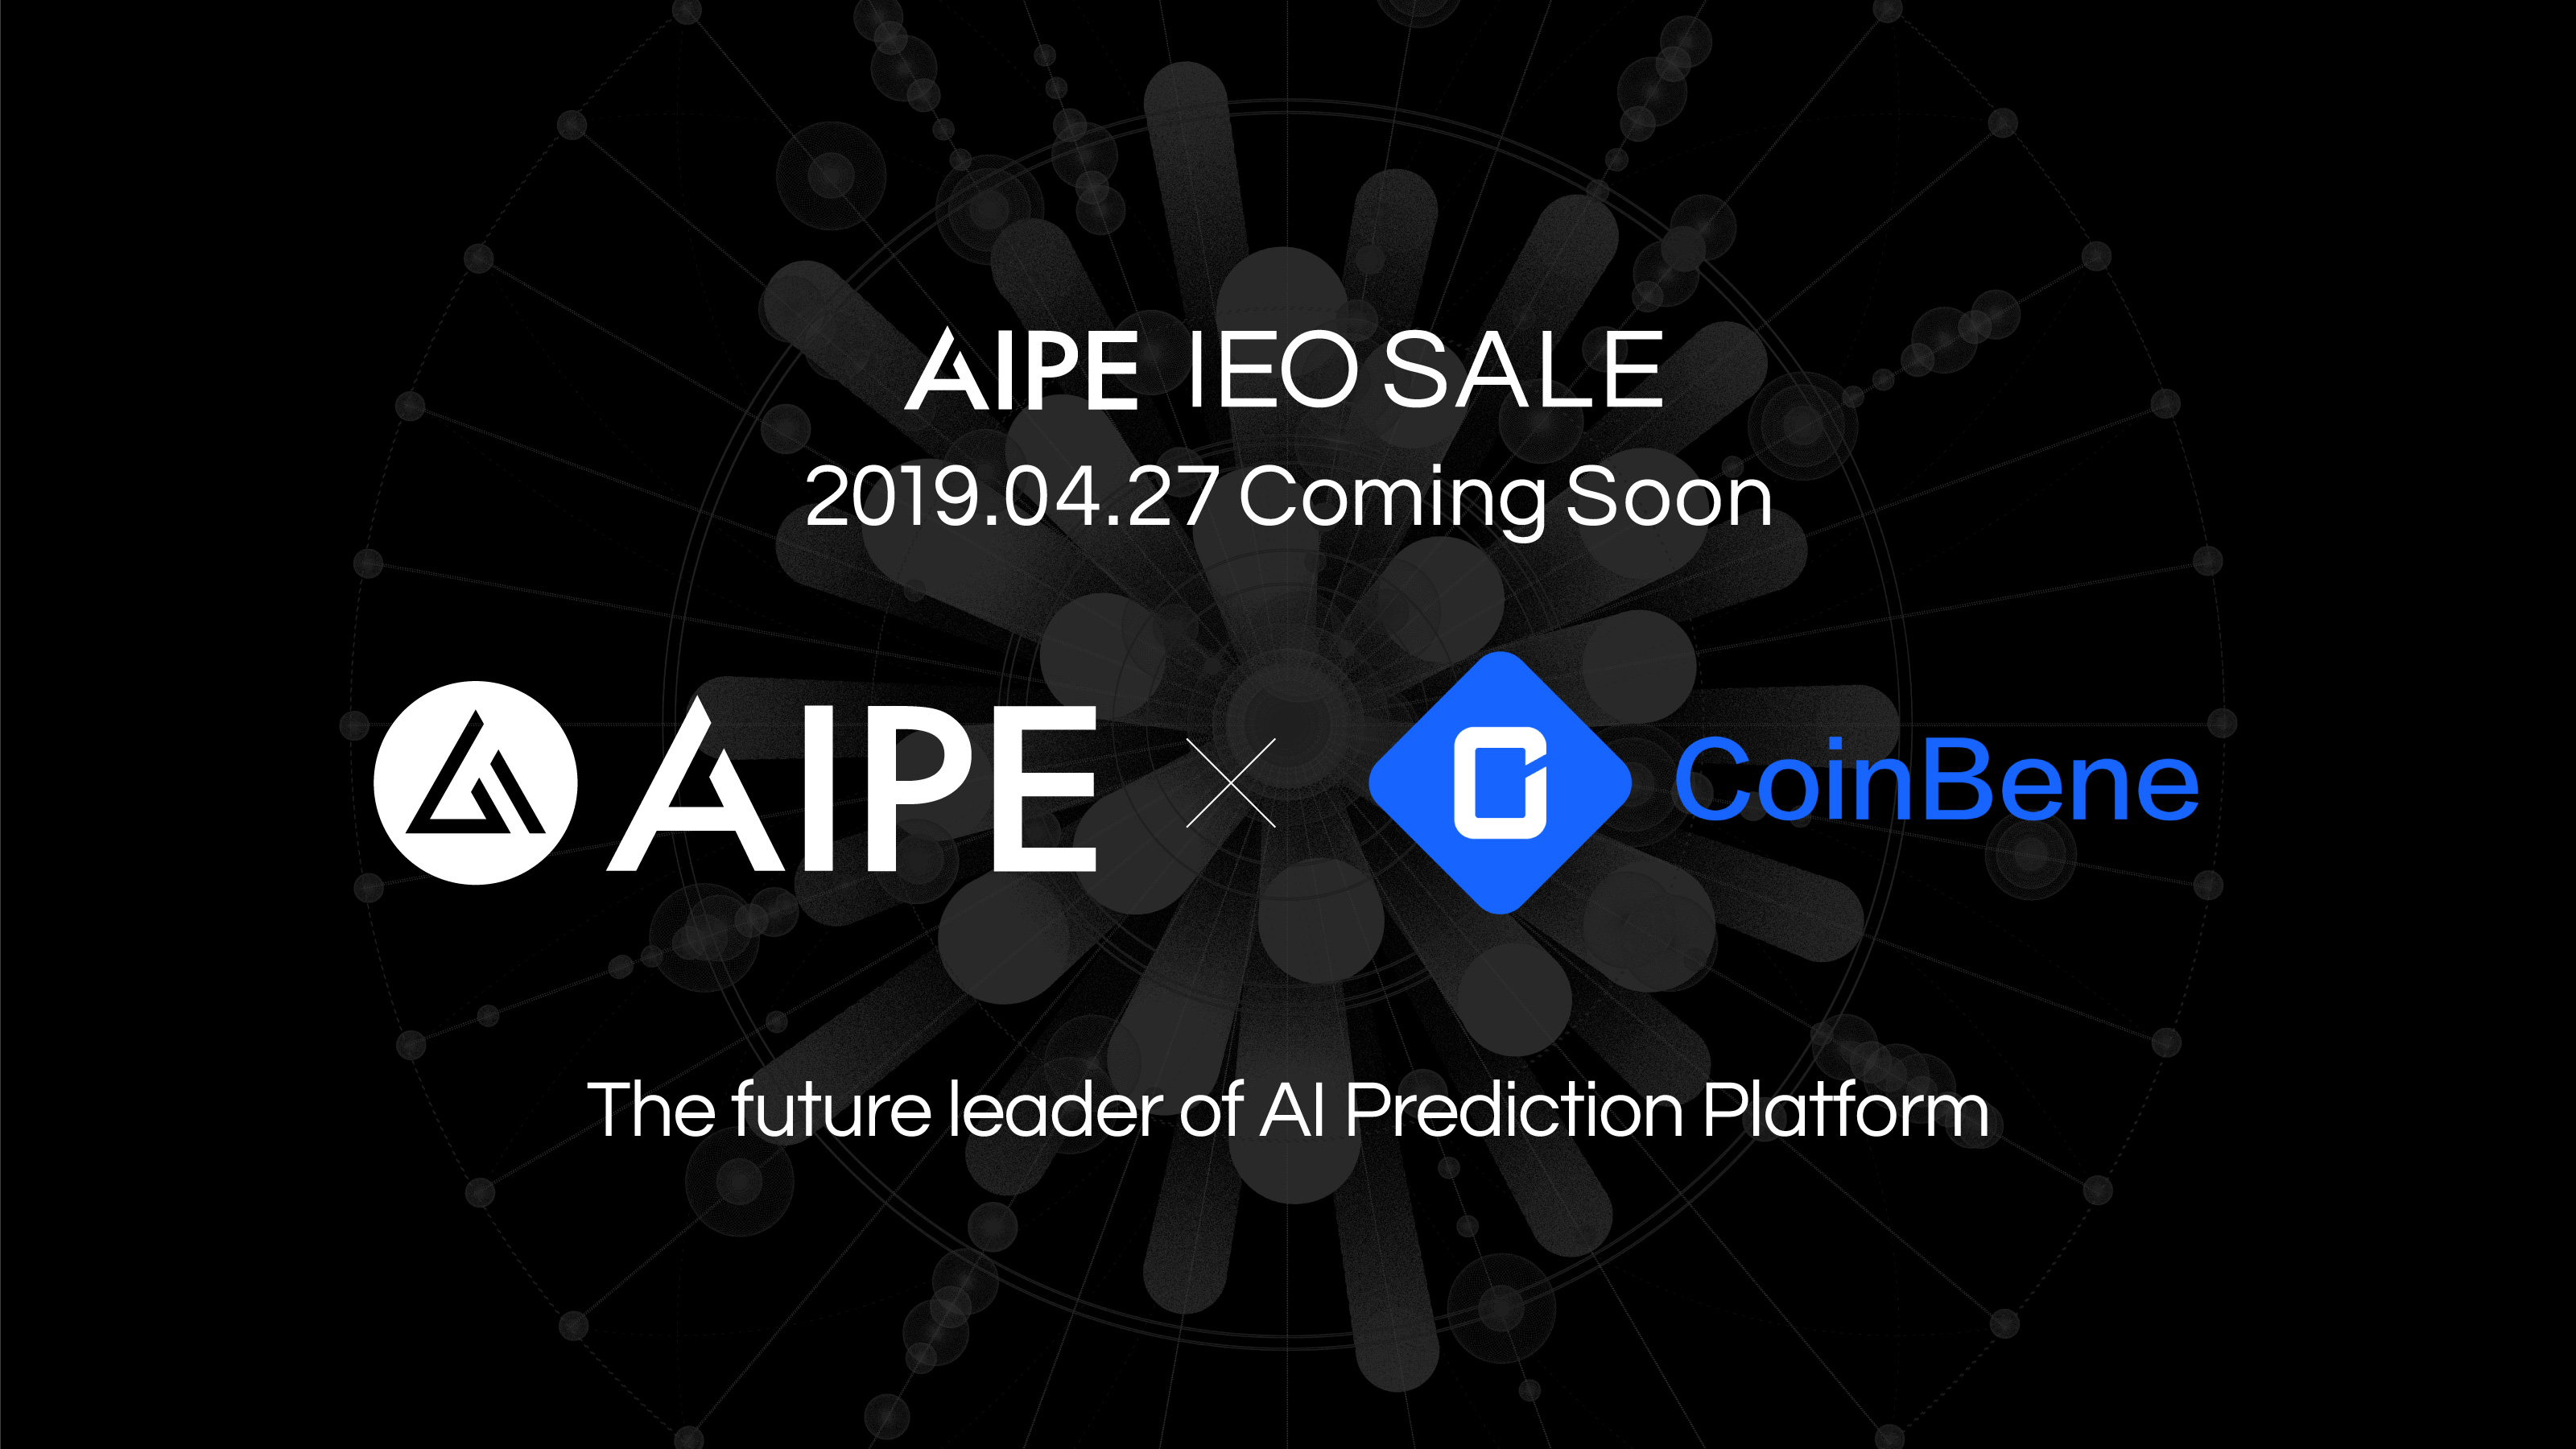 AIPE IEO SALE
2019.04.27 Coming Soon
AIPE × CoinBene
The future leader of AI Prediction Platform